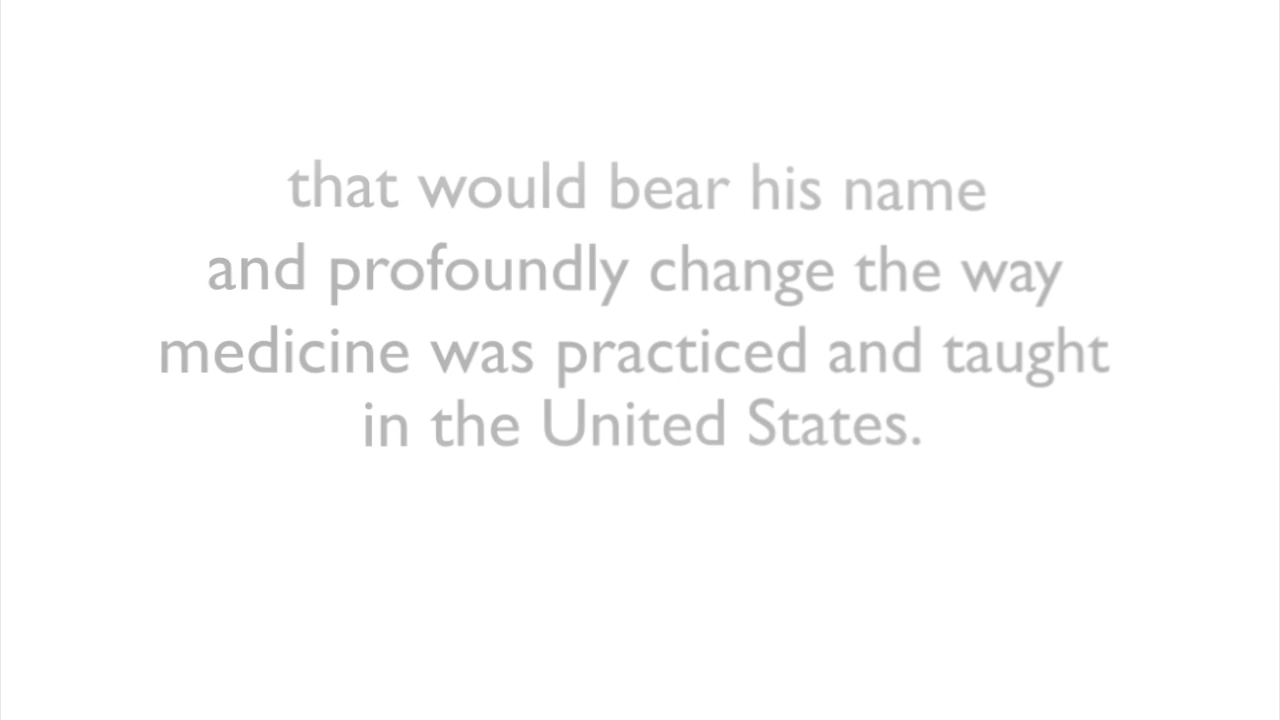 that would bear his name
and profoundly change the way
medicine was practiced and taught
in the United States.